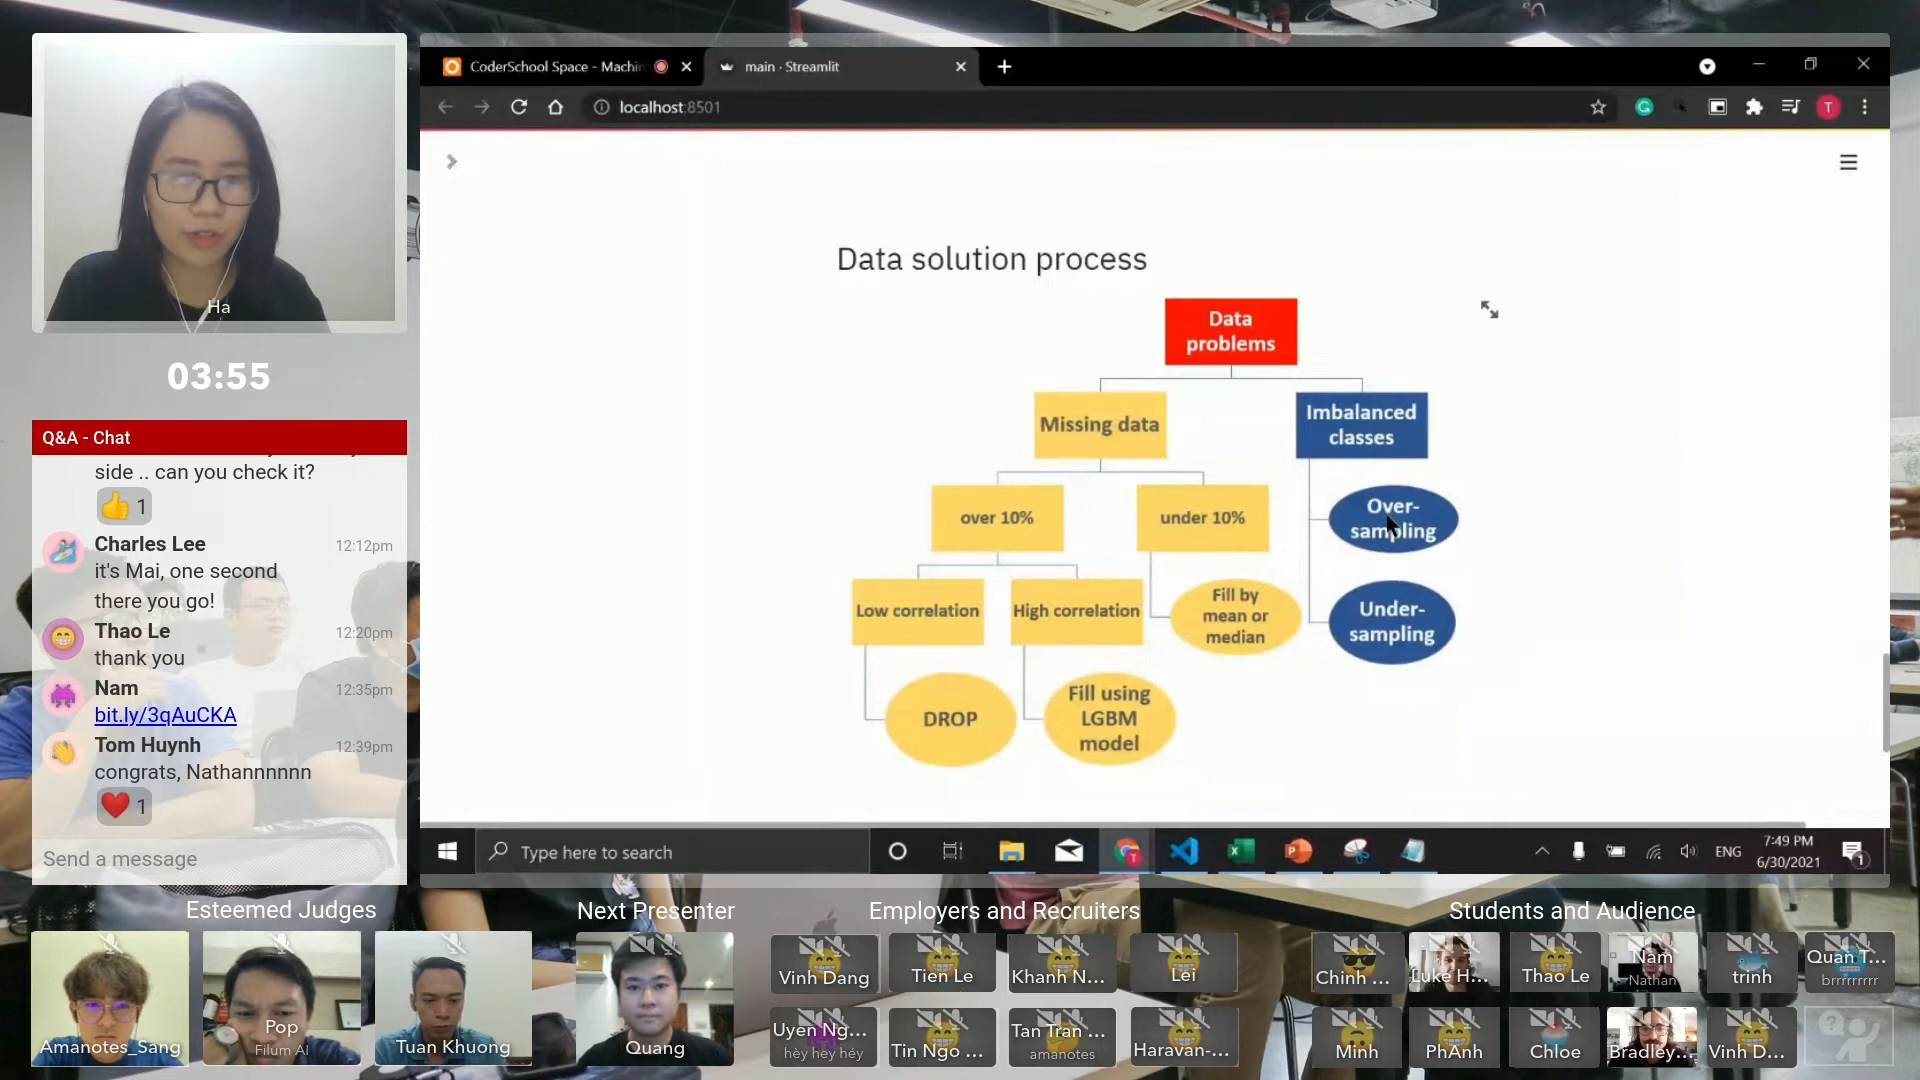 Ha
03:55
Q&A - Chat
side .. can you check it?
1
Charles Lee 12:12pm
it's Mai, one second
there you go!
Thao Le 12:20pm
thank you
Nam 12:35pm
bit.ly/3qAuCKA
Tom Huynh 12:39pm
congrats, Nathannnnnn
1
Send a message
CoderSchool Space - Machin
main · Streamlit
localhost:8501
T
Data solution process
Data
problems
Missing data
Imbalanced
classes
over 10%
under 10%
Over-
sampling
Low correlation
High correlation
Fill by
mean or
median
Under-
sampling
DROP
Fill using
LGBM
model
Type here to search
ENG
7:49 PM
6/30/2021
1
Esteemed Judges
Amanotes_Sang
Pop
Filum AI
Tuan Khuong
Next Presenter
Quang
Employers and Recruiters
Vinh Dang
Tien Le
Khanh N...
Lei
Uyen Ng...
hèy hey héy
Tin Ngo ...
Tan Tran ...
amanotes
Haravan-...
Students and Audience
Chinh ...
Luke H...
Thao Le
Nam
Nathan
trinh
Quan T...
brrrrrrrrr
Minh
PhAnh
Chloe
Bradley...
Vinh D...